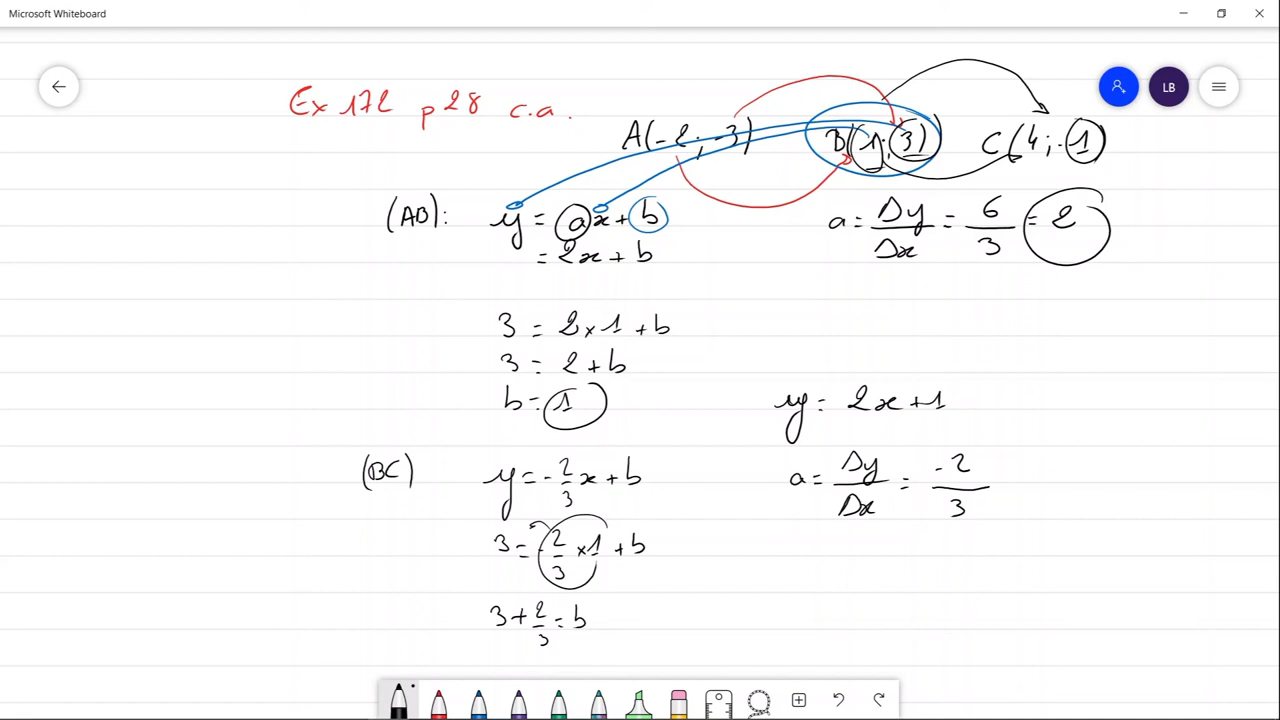 Microsoft Whiteboard
LB
Ex 172 p 28 c.a.
A(-2 ; -3) B(1 ; 3) C(4 ; -1)
(AB): y = ax + b a = Δy/Δx = 6/3 = 2
= 2x + b
3 = 2 × 1 + b
3 = 2 + b
b = 1 y = 2x + 1
(BC) y = -2/3 x + b a = Δy/Δx = -2/3
3 = -2/3 × 1 + b
3 + 2/3 = b